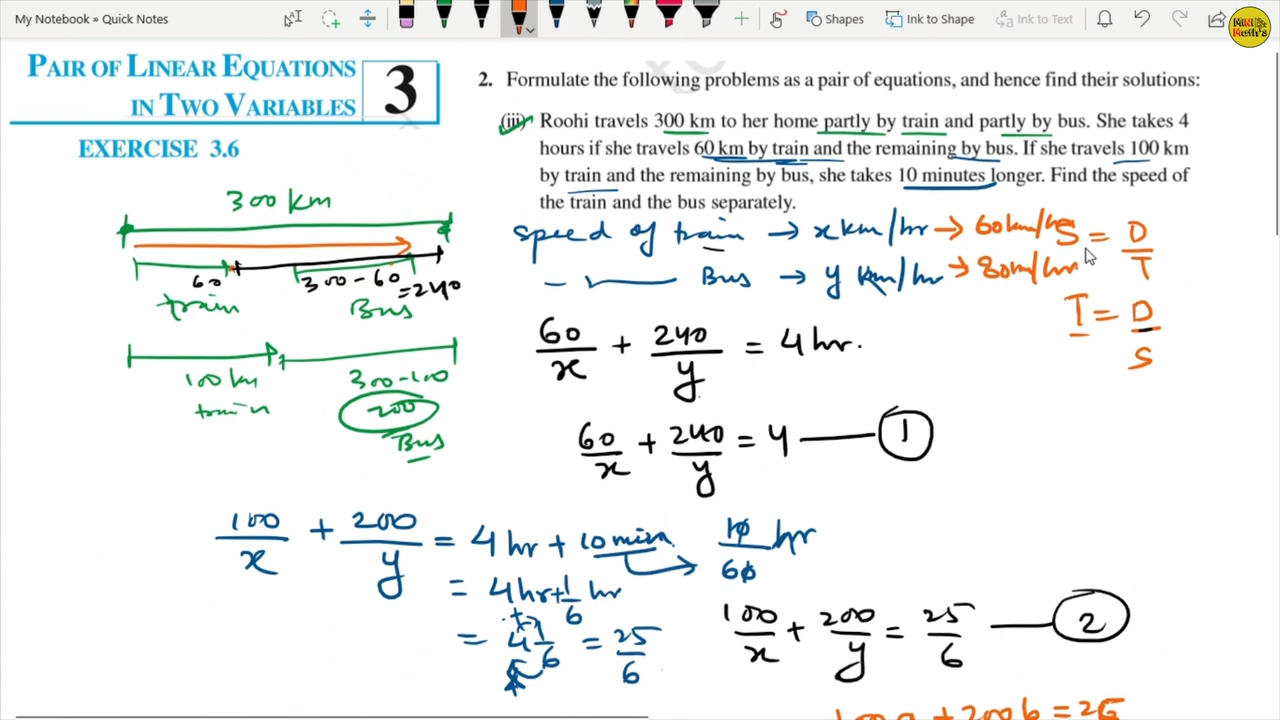 My Notebook » Quick Notes
Shapes
Ink to Shape
Ink to Text
MiNi
Math's
PAIR OF LINEAR EQUATIONS
IN TWO VARIABLES
3
EXERCISE 3.6
2. Formulate the following problems as a pair of equations, and hence find their solutions:
(iii) Roohi travels 300 km to her home partly by train and partly by bus. She takes 4
hours if she travels 60 km by train and the remaining by bus. If she travels 100 km
by train and the remaining by bus, she takes 10 minutes longer. Find the speed of
the train and the bus separately.
300 km
60
300-60
=240
train
Bus
100 km
300-100
train
200
Bus
speed of train → x km/hr → 60 km/hr
Bus → y km/hr → 80m/hr
S = D/T
T = D/S
60/x + 240/y = 4 hr.
60/x + 240/y = 4 — 1
100/x + 200/y = 4 hr + 10 min → 10/60 hr
= 4 hr + 1/6 hr
= 4 1/6 = 25/6
100/x + 200/y = 25/6 — 2
100a + 200b = 25